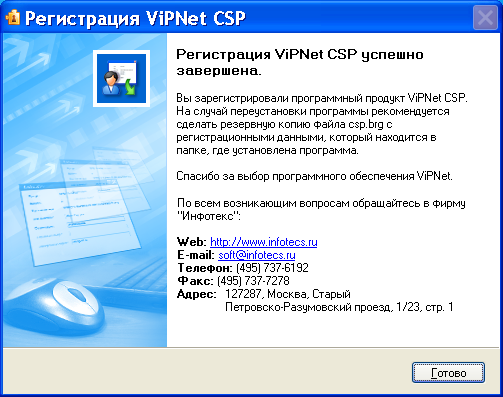 Регистрация ViPNet CSP
Регистрация ViPNet CSP успешно
завершена.
Вы зарегистрировали программный продукт ViPNet CSP.
На случай переустановки программы рекомендуется
сделать резервную копию файла csp.brg с
регистрационными данными, который находится в
папке, где установлена программа.
Спасибо за выбор программного обеспечения ViPNet.
По всем возникающим вопросам обращайтесь в фирму
"Инфотекс":
Web: http://www.infotecs.ru
E-mail: soft@infotecs.ru
Телефон: (495) 737-6192
Факс: (495) 737-7278
Адрес: 127287, Москва, Старый
Петровско-Разумовский проезд, 1/23, стр. 1
Готово